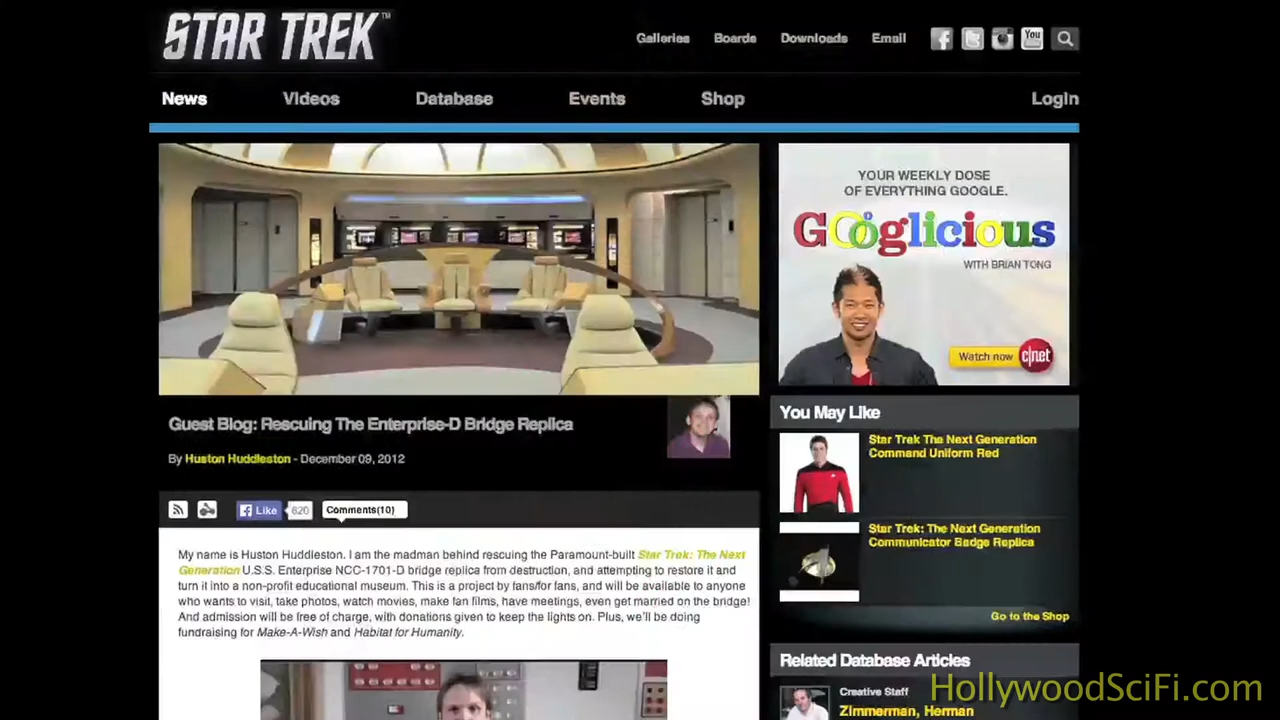 STAR TREK™
Galleries
Boards
Downloads
Email
You
News
Videos
Database
Events
Shop
Login
YOUR WEEKLY DOSE
OF EVERYTHING GOOGLE.
Googlicious
WITH BRIAN TONG
Watch now
c|net
Guest Blog: Rescuing The Enterprise-D Bridge Replica
By Huston Huddleston - December 09, 2012
Like
620
Comments(10)
My name is Huston Huddleston. I am the madman behind rescuing the Paramount-built Star Trek: The Next
Generation U.S.S. Enterprise NCC-1701-D bridge replica from destruction, and attempting to restore it and
turn it into a non-profit educational museum. This is a project by fans/for fans, and will be available to anyone
who wants to visit, take photos, watch movies, make fan films, have meetings, even get married on the bridge!
And admission will be free of charge, with donations given to keep the lights on. Plus, we'll be doing
fundraising for Make-A-Wish and Habitat for Humanity.
You May Like
Star Trek The Next Generation
Command Uniform Red
Star Trek: The Next Generation
Communicator Badge Replica
Go to the Shop
Related Database Articles
Creative Staff
Zimmerman, Herman
HollywoodSciFi.com